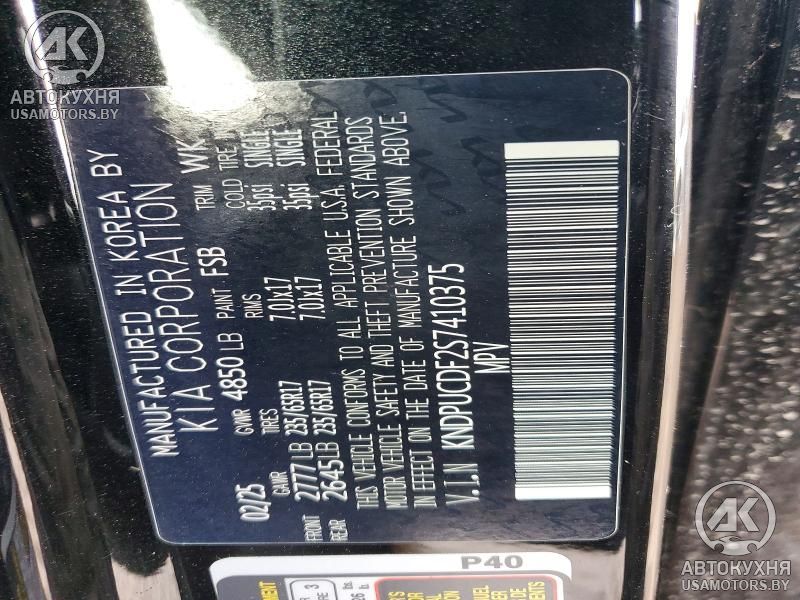 MANUFACTURED IN KOREA BY
KIA CORPORATION
02/25 GVWR 4850 LB PAINT FSB TRIM WK
GAWR TIRES RIMS COLD TIRE
FRONT 2777 LB 235/65R17 7.0Jx17 35psi SINGLE
REAR 2645 LB 235/65R17 7.0Jx17 35psi SINGLE
THIS VEHICLE CONFORMS TO ALL APPLICABLE U.S.A. FEDERAL
MOTOR VEHICLE SAFETY AND THEFT PREVENTION STANDARDS
IN EFFECT ON THE DATE OF MANUFACTURE SHOWN ABOVE.
V.I.N KNDPUCDF2S7410375
MPV
P40
AK
АВТОКУХНЯ
USAMOTORS.BY
AK
АВТОКУХНЯ
USAMOTORS.BY